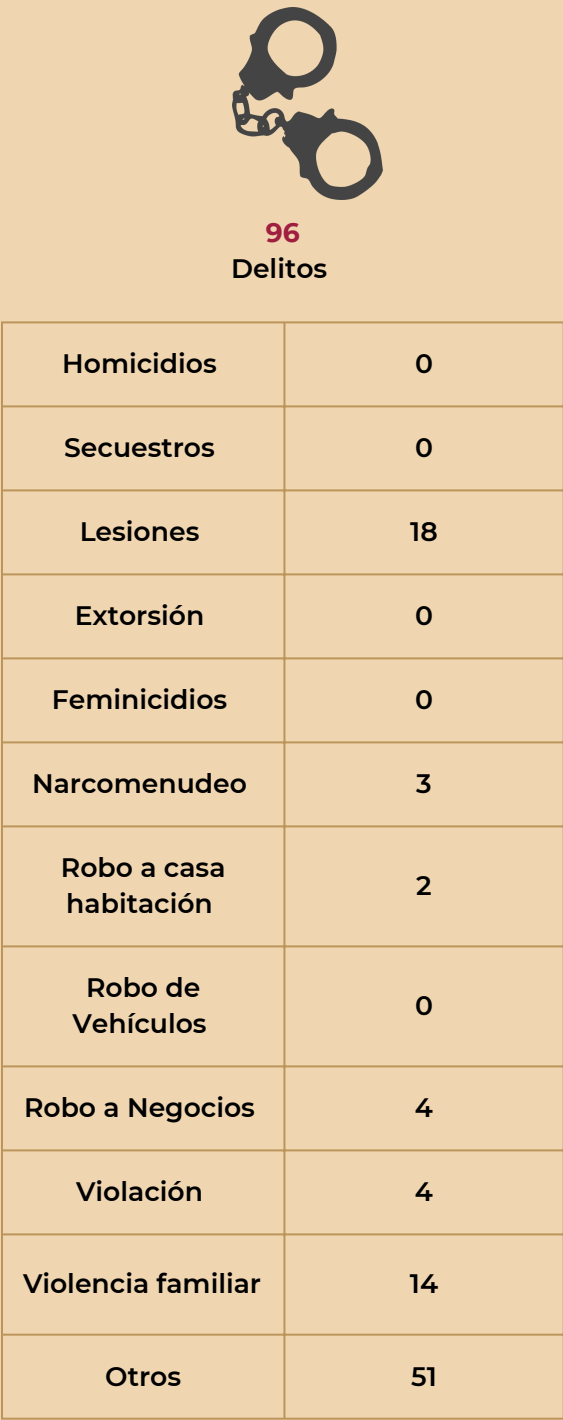 96
Delitos
Homicidios 0
Secuestros 0
Lesiones 18
Extorsión 0
Feminicidios 0
Narcomenudeo 3
Robo a casa
habitación 2
Robo de
Vehículos 0
Robo a Negocios 4
Violación 4
Violencia familiar 14
Otros 51